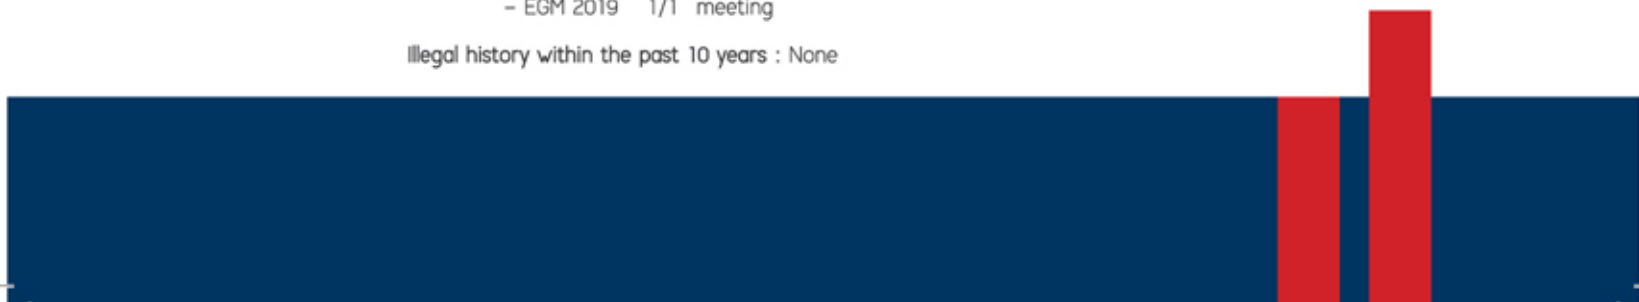 – EGM 2019 1/1 meeting
Illegal history within the past 10 years : None